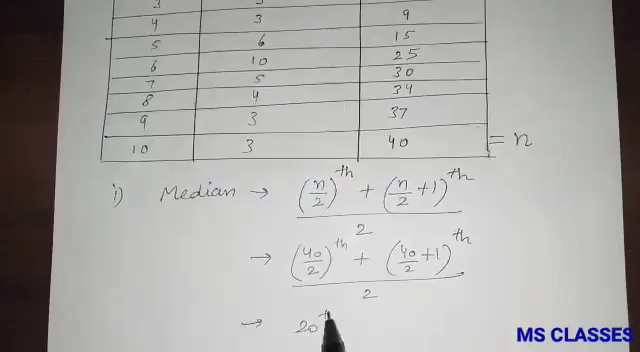 3 3
4 3 9
5 6 15
6 10 25
7 5 30
8 4 34
9 3 37
10 3 40 = n
i) Median → (n/2)^th + (n/2 + 1)^th
2
→ (40/2)^th + (40/2 + 1)^th
2
→ 20
MS CLASSES